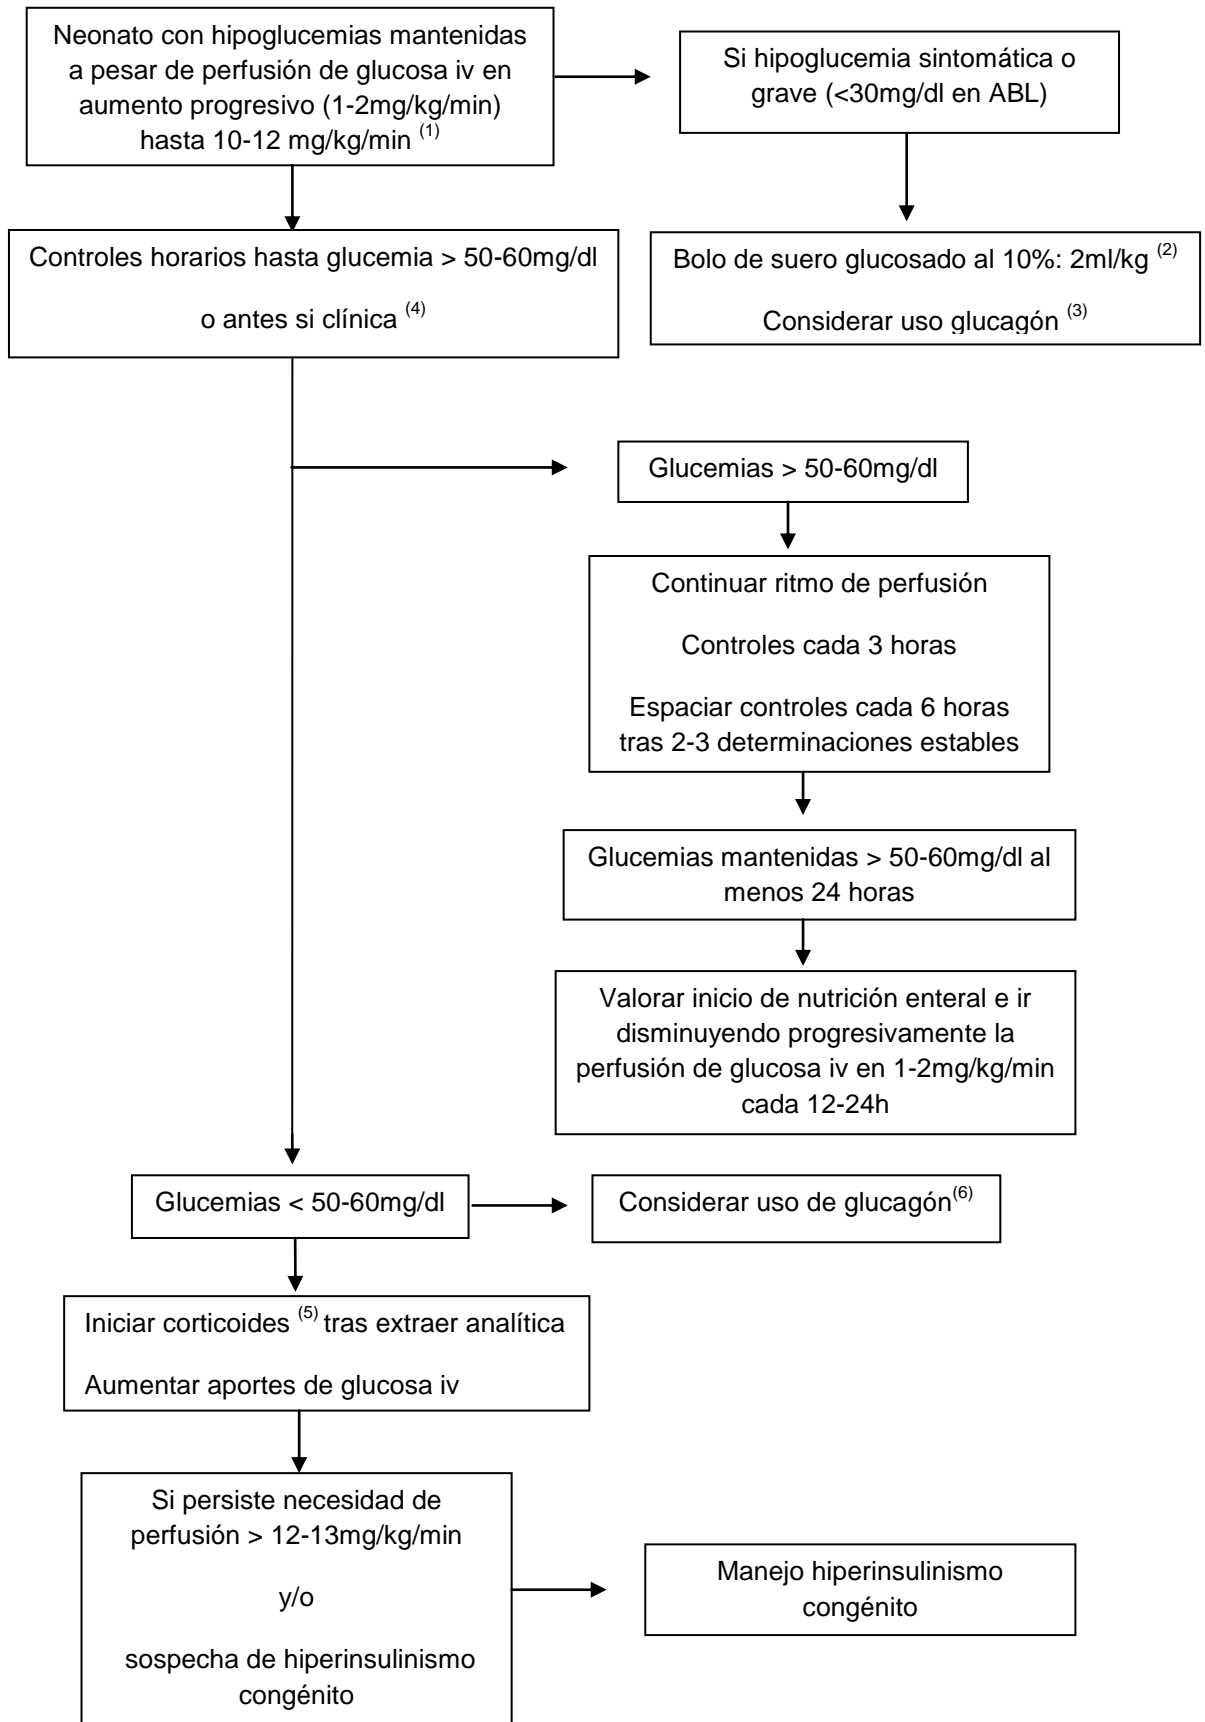 Neonato con hipoglucemias mantenidas
a pesar de perfusión de glucosa iv en
aumento progresivo (1-2mg/kg/min)
hasta 10-12 mg/kg/min (1)
Si hipoglucemia sintomática o
grave (<30mg/dl en ABL)
Controles horarios hasta glucemia > 50-60mg/dl
o antes si clínica (4)
Bolo de suero glucosado al 10%: 2ml/kg (2)
Considerar uso glucagón (3)
Glucemias > 50-60mg/dl
Continuar ritmo de perfusión
Controles cada 3 horas
Espaciar controles cada 6 horas
tras 2-3 determinaciones estables
Glucemias mantenidas > 50-60mg/dl al
menos 24 horas
Valorar inicio de nutrición enteral e ir
disminuyendo progresivamente la
perfusión de glucosa iv en 1-2mg/kg/min
cada 12-24h
Glucemias < 50-60mg/dl
Considerar uso de glucagón(6)
Iniciar corticoides (5) tras extraer analítica
Aumentar aportes de glucosa iv
Si persiste necesidad de
perfusión > 12-13mg/kg/min
y/o
sospecha de hiperinsulinismo
congénito
Manejo hiperinsulinismo
congénito